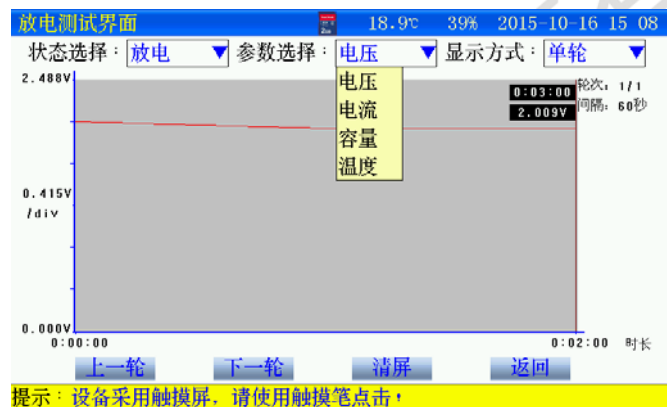 放电测试界面 18.9℃ 39% 2015-10-16 15 08
状态选择：放电 参数选择：电压 显示方式：单轮
电压
电流
容量
温度
2.488V
0:03:00 轮次: 1/1
2.009V 间隔: 60秒
0.415V
/div
0.000V
0:00:00 0:02:00 时长
上一轮 下一轮 清屏 返回
提示：设备采用触摸屏，请使用触摸笔点击！